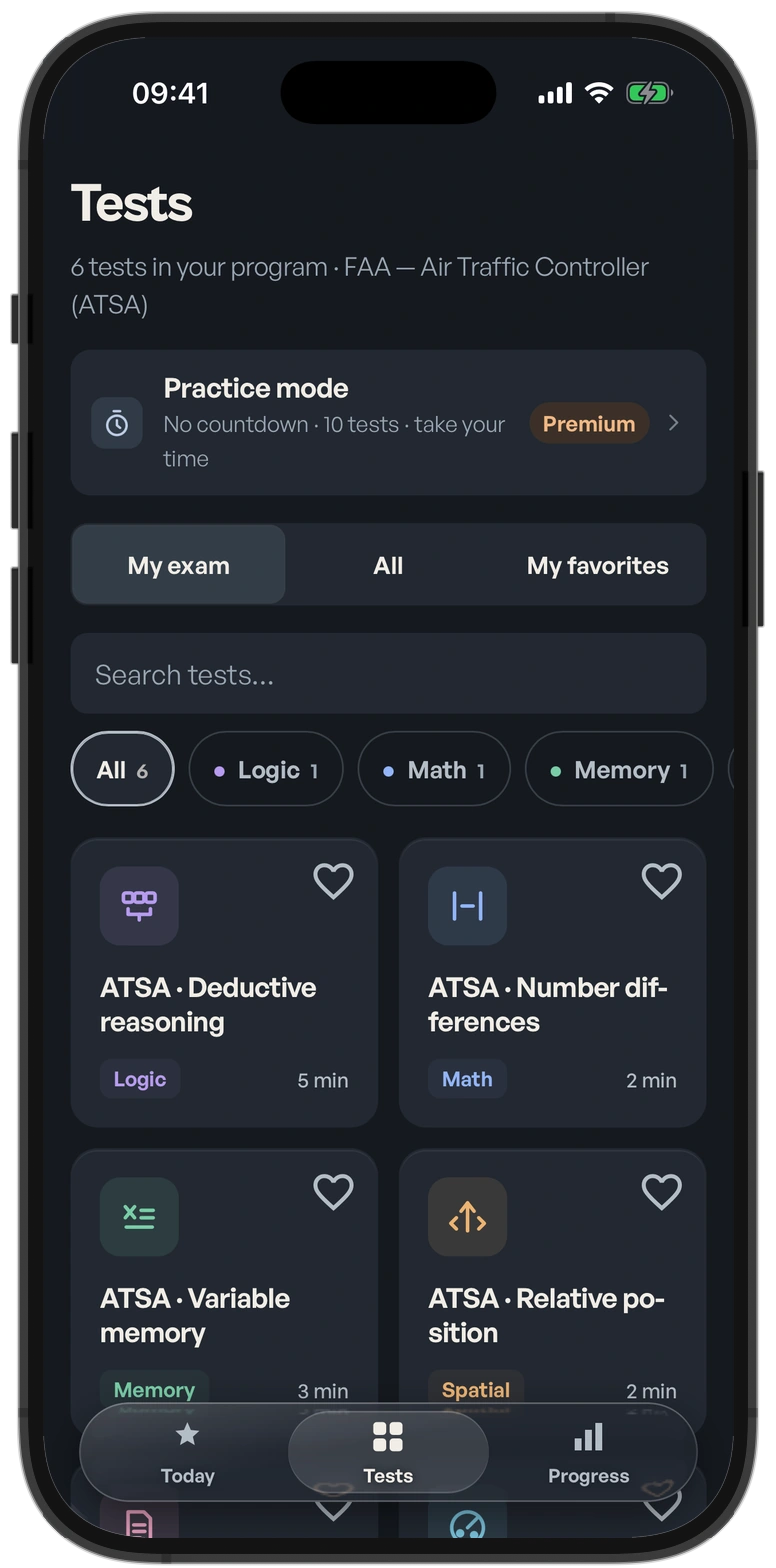 09:41
Tests
6 tests in your program · FAA — Air Traffic Controller
(ATSA)
Practice mode
No countdown · 10 tests · take your
time
Premium
My exam
All
My favorites
Search tests...
All 6
Logic 1
Math 1
Memory 1
ATSA · Deductive
reasoning
Logic
5 min
ATSA · Number dif-
ferences
Math
2 min
ATSA · Variable
memory
Memory
3 min
ATSA · Relative po-
sition
Spatial
2 min
Today
Tests
Progress